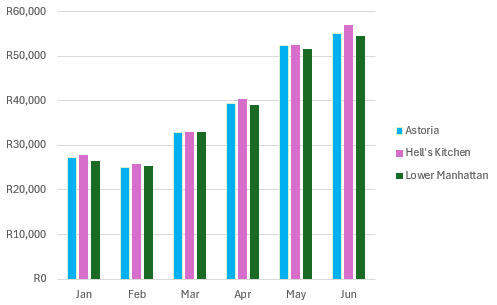 R60,000
R50,000
R40,000
R30,000
R20,000
R10,000
R0
Jan Feb Mar Apr May Jun
Astoria
Hell's Kitchen
Lower Manhattan